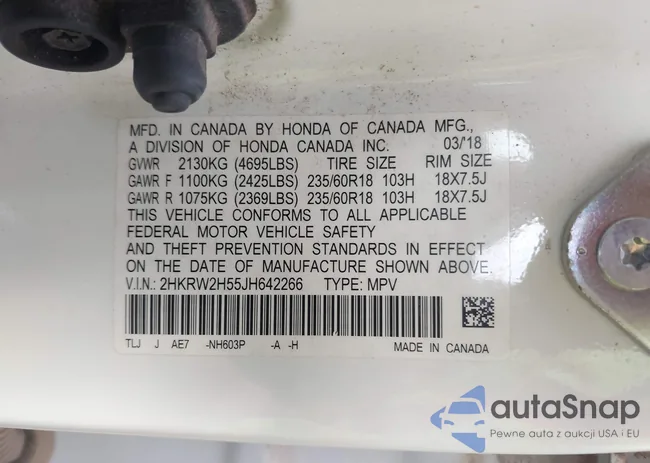 MFD. IN CANADA BY HONDA OF CANADA MFG.,
A DIVISION OF HONDA CANADA INC. 03/'18
GVWR 2130KG (4695LBS) TIRE SIZE RIM SIZE
GAWR F 1100KG (2425LBS) 235/60R18 103H 18X7.5J
GAWR R 1075KG (2369LBS) 235/60R18 103H 18X7.5J
THIS VEHICLE CONFORMS TO ALL APPLICABLE
FEDERAL MOTOR VEHICLE SAFETY
AND THEFT PREVENTION STANDARDS IN EFFECT
ON THE DATE OF MANUFACTURE SHOWN ABOVE.
V.I.N.: 2HKRW2H55JH642266 TYPE: MPV
TLJ J AE7 -NH603P -A -H MADE IN CANADA
autoSnap
Pewne auta z aukcji USA i EU